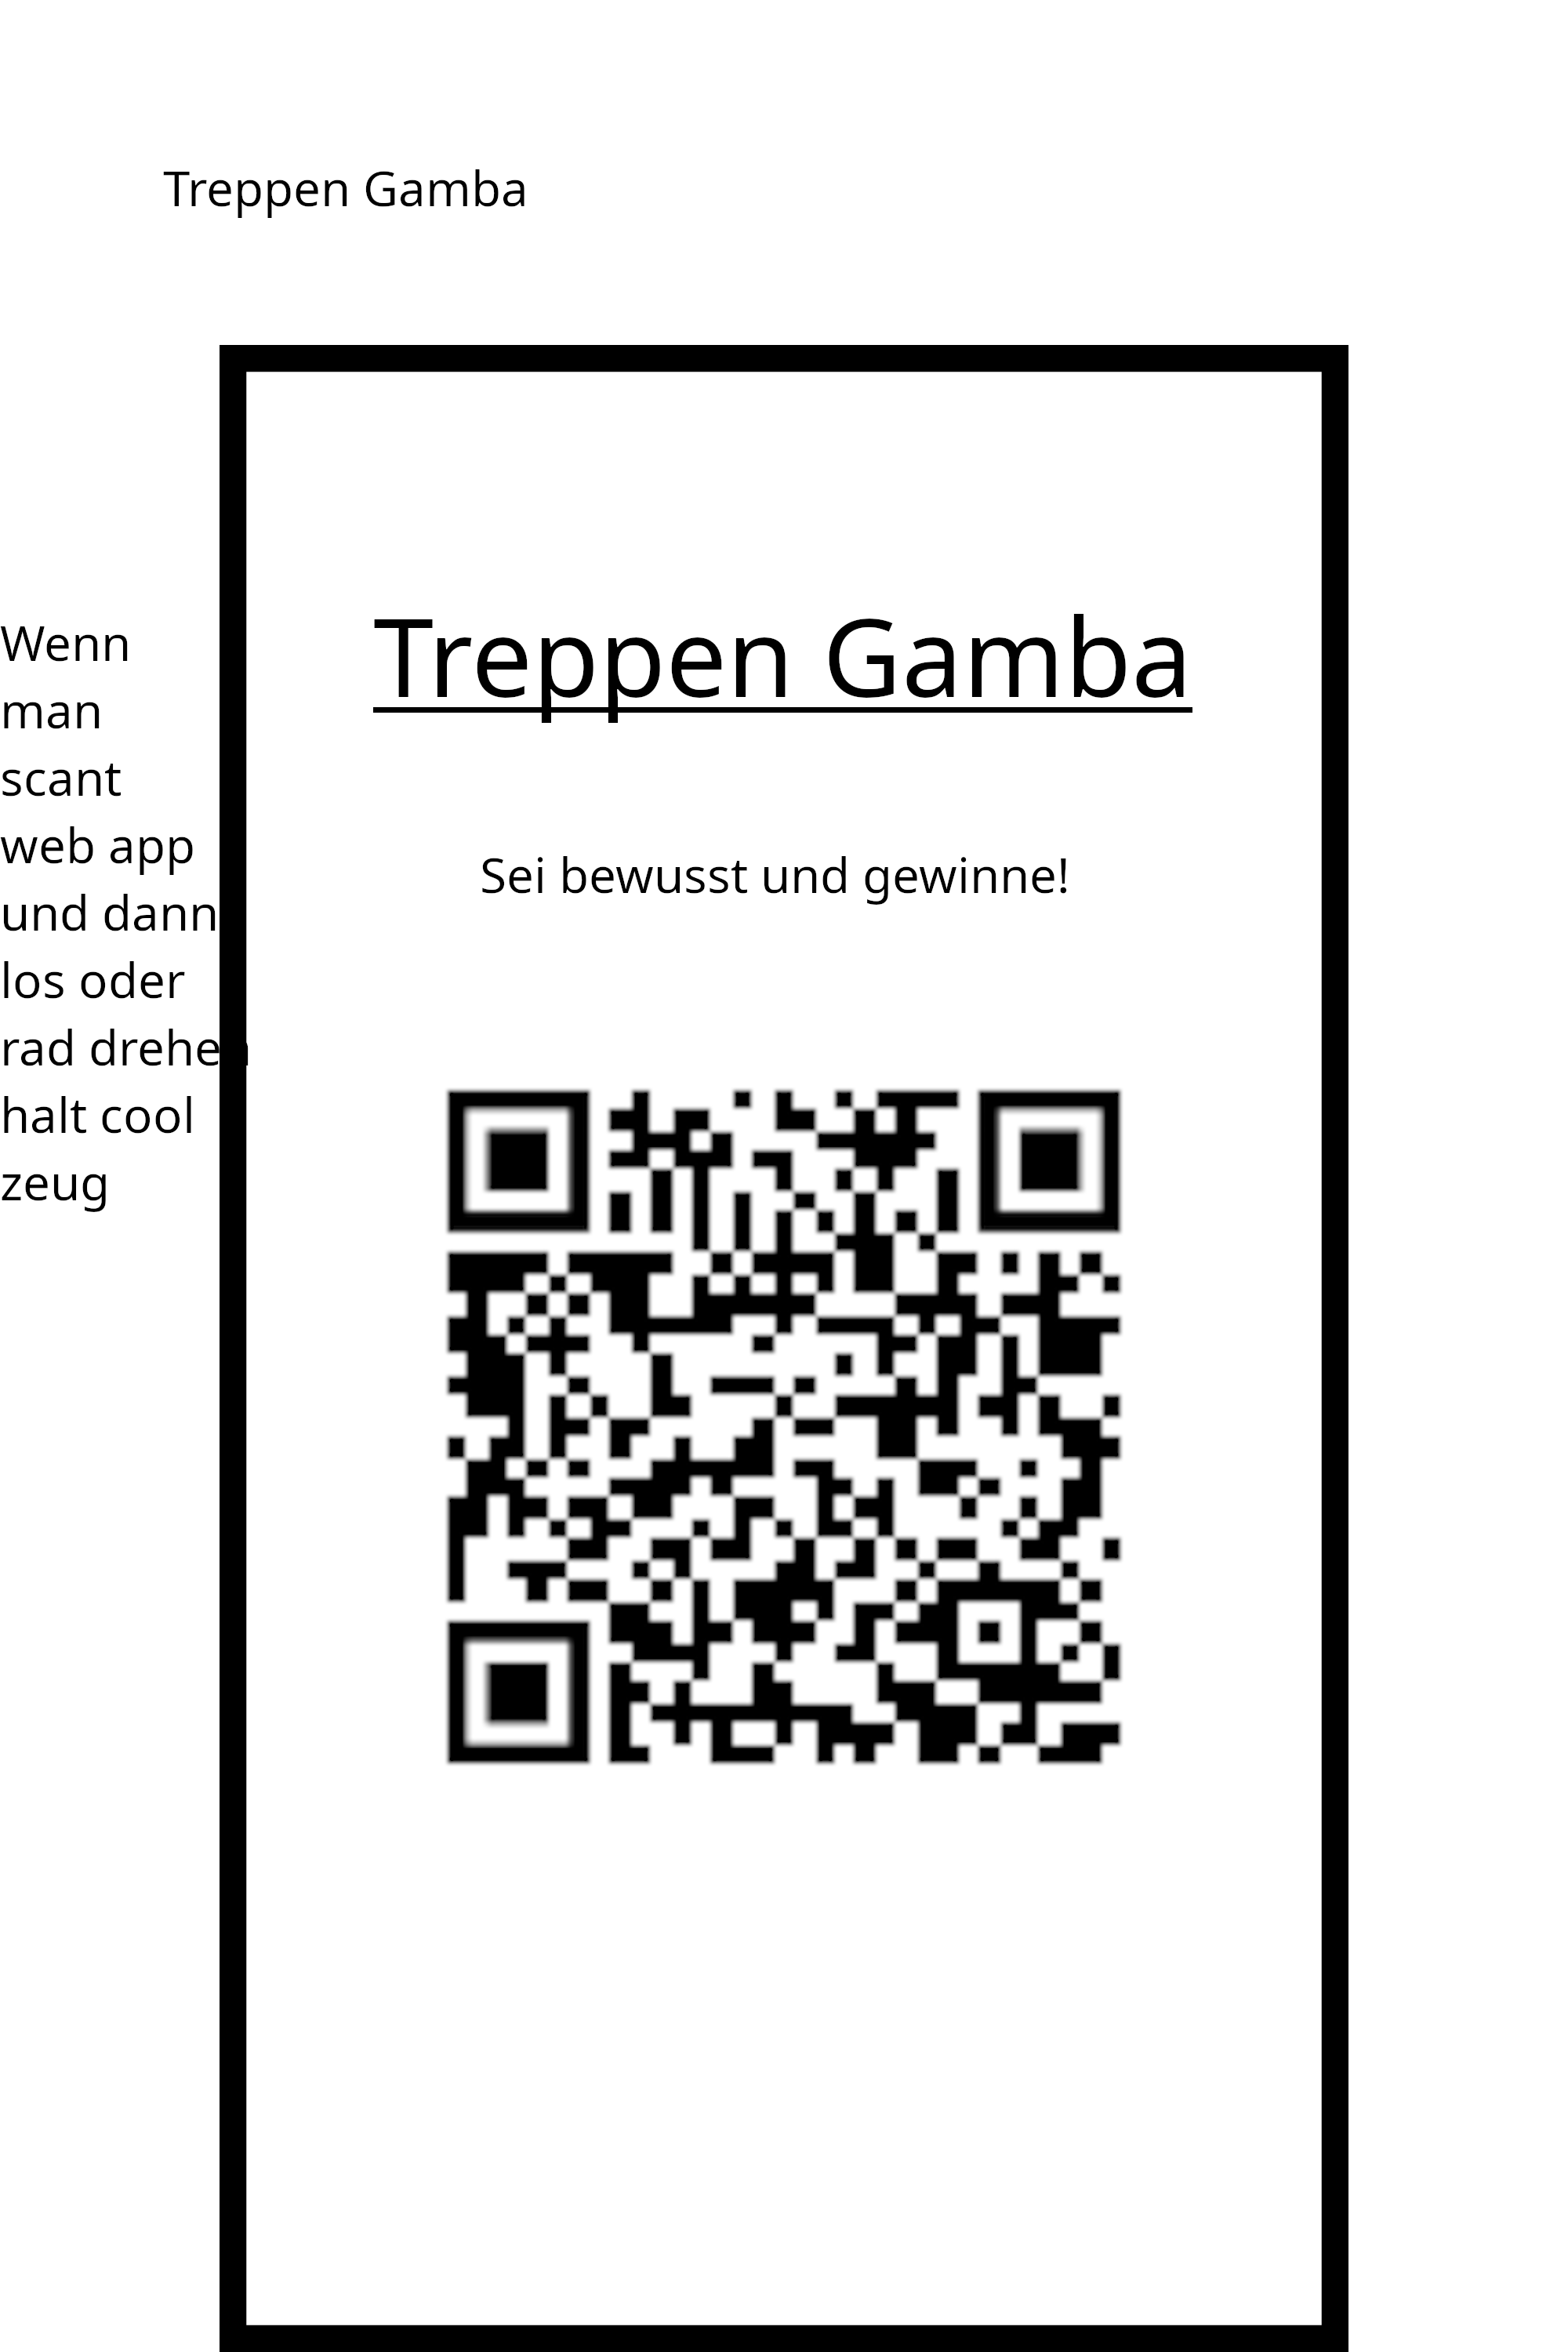 Treppen Gamba
Treppen Gamba
Sei bewusst und gewinne!
Wenn
man
scant
web app
und dann
los oder
rad drehen
halt cool
zeug